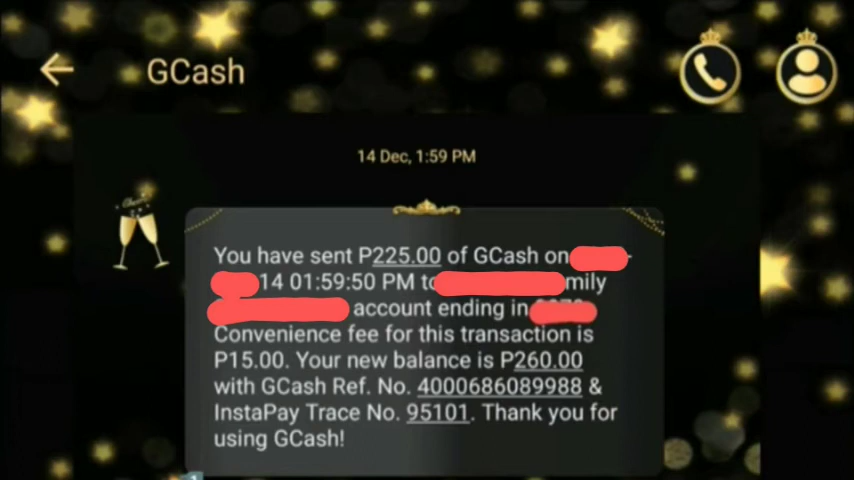 GCash
14 Dec, 1:59 PM
You have sent P225.00 of GCash on
14 01:59:50 PM to mily
account ending in
Convenience fee for this transaction is
P15.00. Your new balance is P260.00
with GCash Ref. No. 4000686089988 &
InstaPay Trace No. 95101. Thank you for
using GCash!